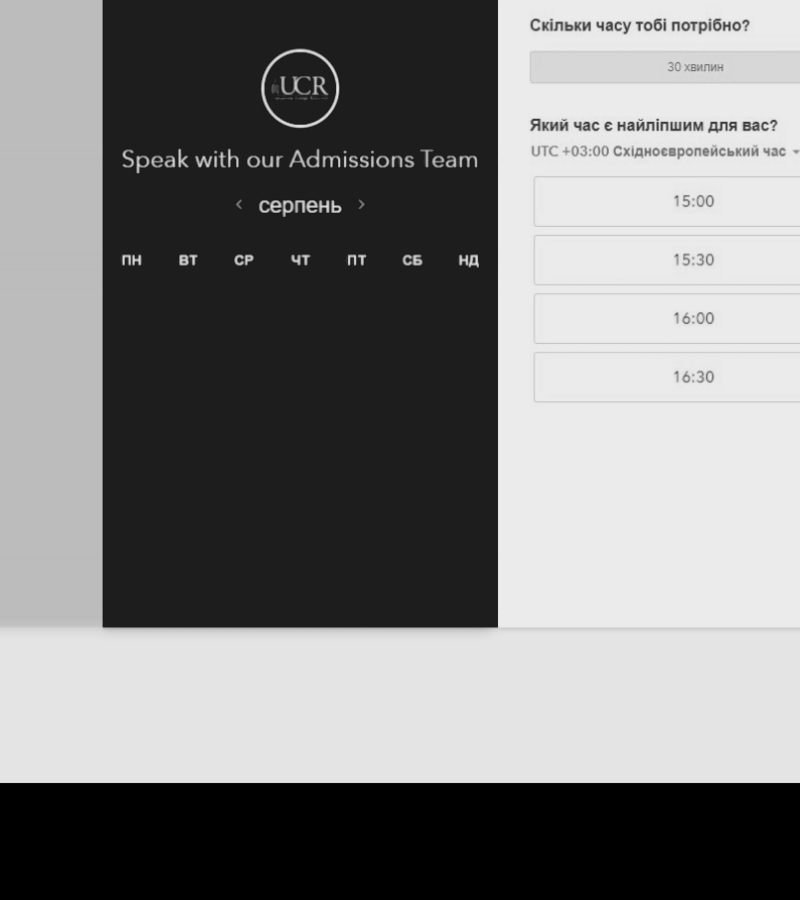 UCR
Speak with our Admissions Team
серпень
ПН ВТ СР ЧТ ПТ СБ НД
Скільки часу тобі потрібно?
30 хвилин
Який час є найліпшим для вас?
UTC +03:00 Східноєвропейський час
15:00
15:30
16:00
16:30